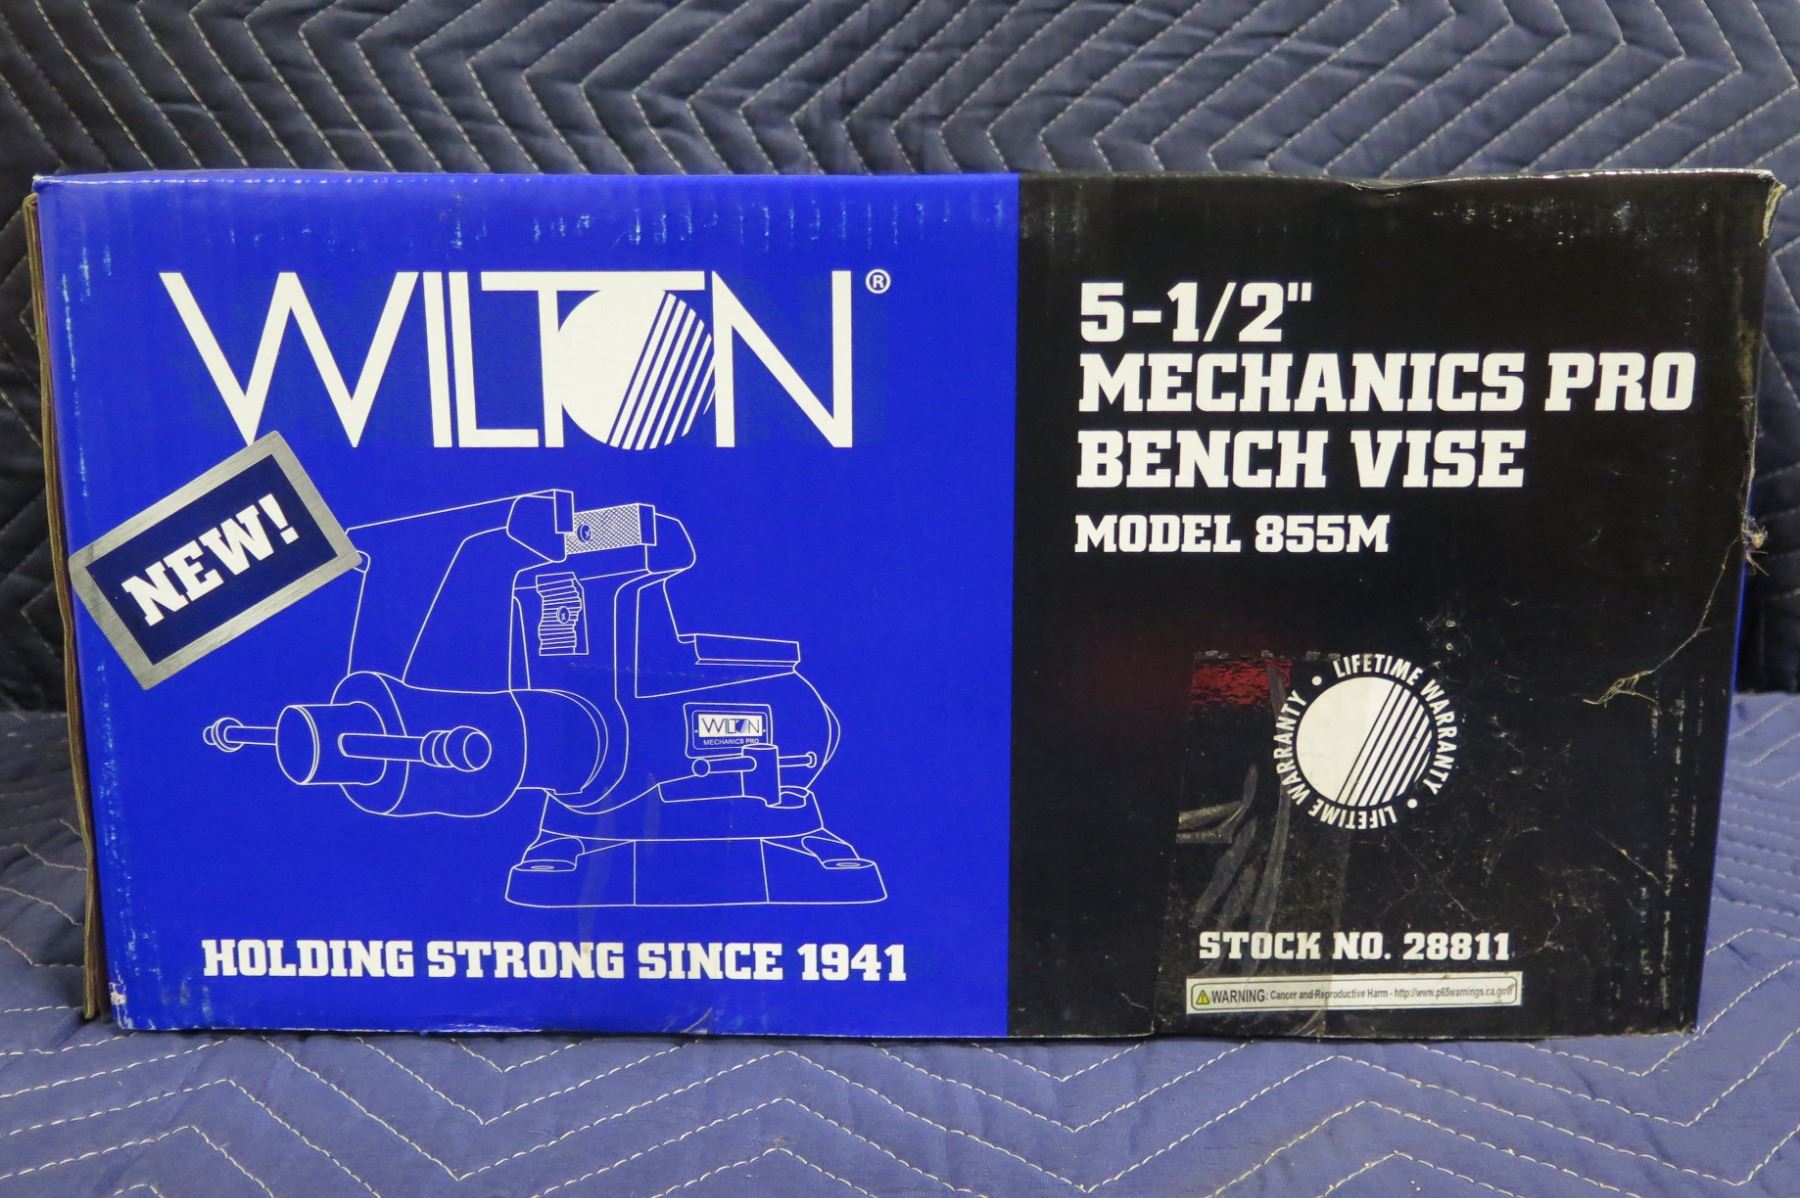 WILTON®
NEW!
WILTON
MECHANICS PRO
HOLDING STRONG SINCE 1941
5-1/2"
MECHANICS PRO
BENCH VISE
MODEL 855M
LIFETIME WARRANTY • LIFETIME WARRANTY •
STOCK NO. 28811
WARNING: Cancer and Reproductive Harm - http://www.p65warnings.ca.gov/